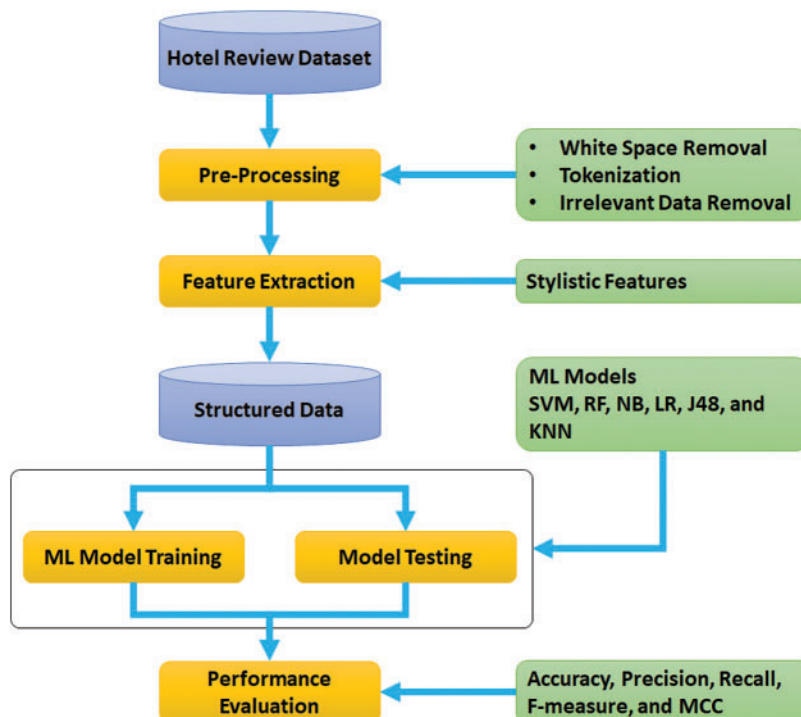 Hotel Review Dataset
Pre-Processing
• White Space Removal
• Tokenization
• Irrelevant Data Removal
Feature Extraction
Stylistic Features
Structured Data
ML Models
SVM, RF, NB, LR, J48, and
KNN
ML Model Training
Model Testing
Performance
Evaluation
Accuracy, Precision, Recall,
F-measure, and MCC